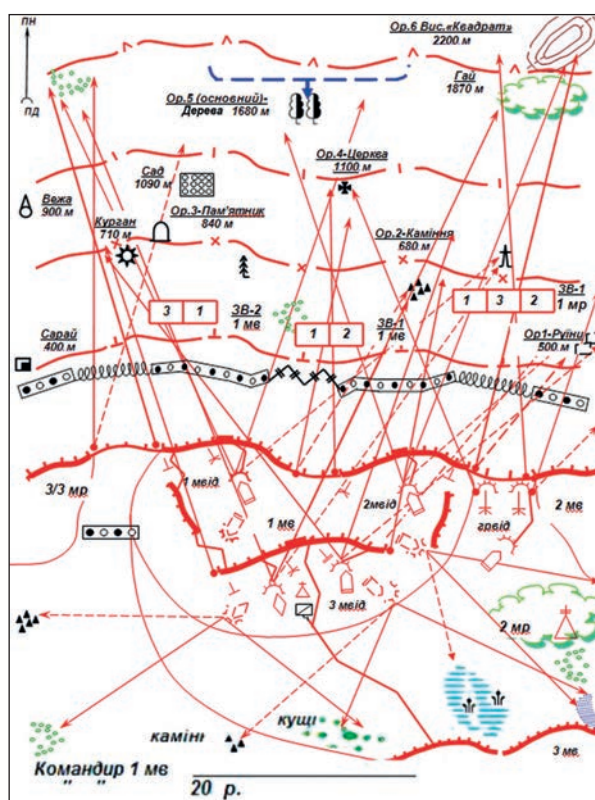 ПН
ПД
Ор.6 Вис.«Квадрат»
2200 м
Гай
1870 м
Ор.5 (основний)-
Дерева 1680 м
Ор.4-Церква
1100 м
Сад
1090 м
Вежа
900 м
Ор.3-Пам'ятник
840 м
Курган
710 м
Ор.2-Каміння
680 м
3 1
ЗВ-2
1 мв
1 2
ЗВ-1
1 мв
1 3 2
ЗВ-1
1 мр
Сарай
400 м
Ор1-Руїни
500 м
3/3 мр
1 мвід
1 мв
2мвід
грвід
2 мв
3 мвід
2 мр
каміні
кущі
3 мв
Командир 1 мв
" "
20 р.